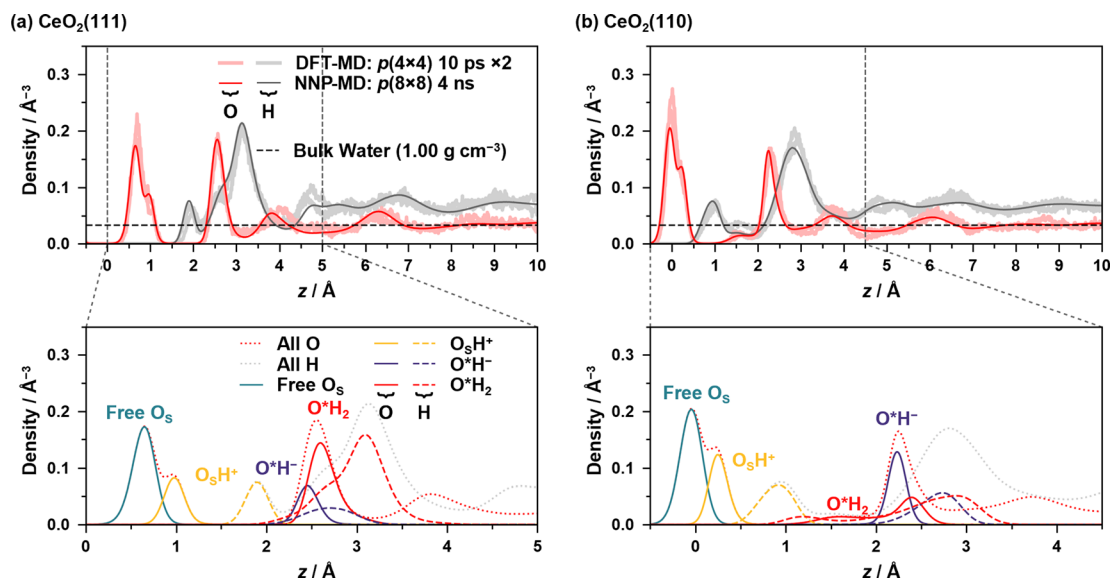 (a) CeO₂(111)
Density / Å⁻³
0.3
0.2
0.1
0.0
DFT-MD: p(4×4) 10 ps ×2
NNP-MD: p(8×8) 4 ns
O H
Bulk Water (1.00 g cm⁻³)
0 1 2 3 4 5 6 7 8 9 10
z / Å
(b) CeO₂(110)
Density / Å⁻³
0.3
0.2
0.1
0.0
0 1 2 3 4 5 6 7 8 9 10
z / Å
Density / Å⁻³
0.3
0.2
0.1
0.0
All O
All H
Free Oₛ
OₛH⁺
O*H⁻
O*H₂
O H
Free Oₛ
OₛH⁺
O*H₂
O*H⁻
0 1 2 3 4 5
z / Å
Density / Å⁻³
0.3
0.2
0.1
0.0
Free Oₛ
OₛH⁺
O*H⁻
O*H₂
0 1 2 3 4
z / Å